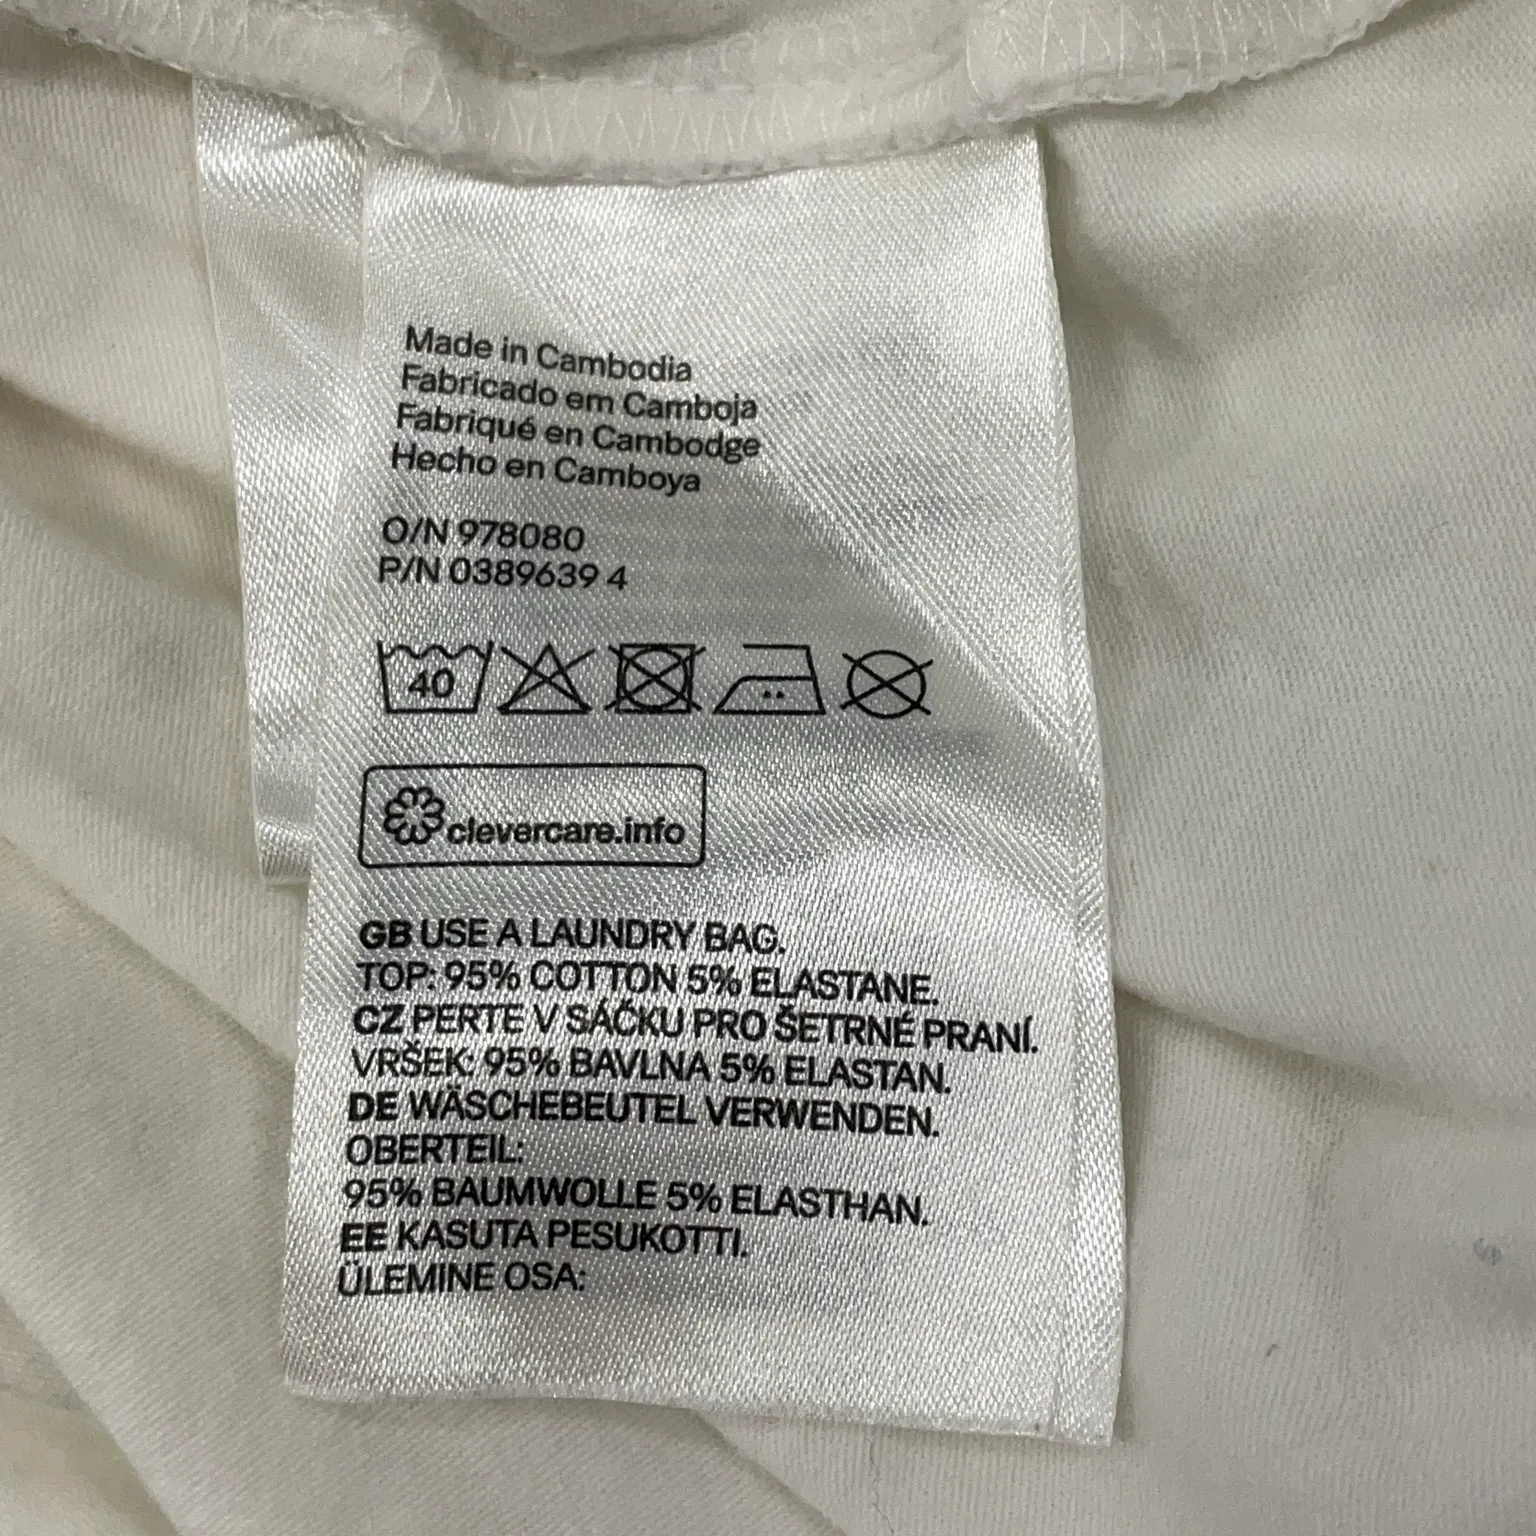 Made in Cambodia
Fabricado em Camboja
Fabriqué en Cambodge
Hecho en Camboya
O/N 978080
P/N 0389639 4
40
clevercare.info
GB USE A LAUNDRY BAG.
TOP: 95% COTTON 5% ELASTANE.
CZ PERTE V SÁČKU PRO ŠETRNÉ PRANÍ.
VRŠEK: 95% BAVLNA 5% ELASTAN.
DE WÄSCHEBEUTEL VERWENDEN.
OBERTEIL:
95% BAUMWOLLE 5% ELASTHAN.
EE KASUTA PESUKOTTI.
ÜLEMINE OSA: